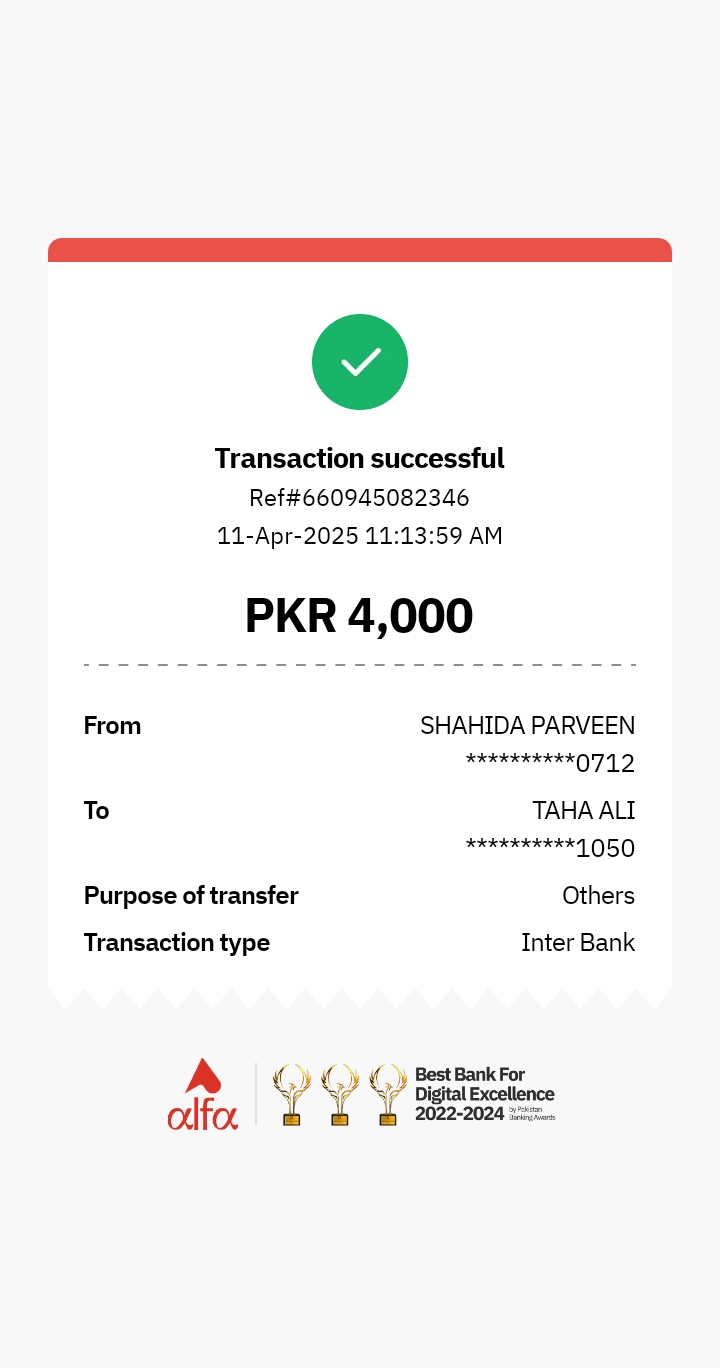 Transaction successful
Ref#660945082346
11-Apr-2025 11:13:59 AM
PKR 4,000
From SHAHIDA PARVEEN
**********0712
To TAHA ALI
**********1050
Purpose of transfer Others
Transaction type Inter Bank
alfa
Best Bank For
Digital Excellence
2022-2024 by Pakistan
Banking Awards